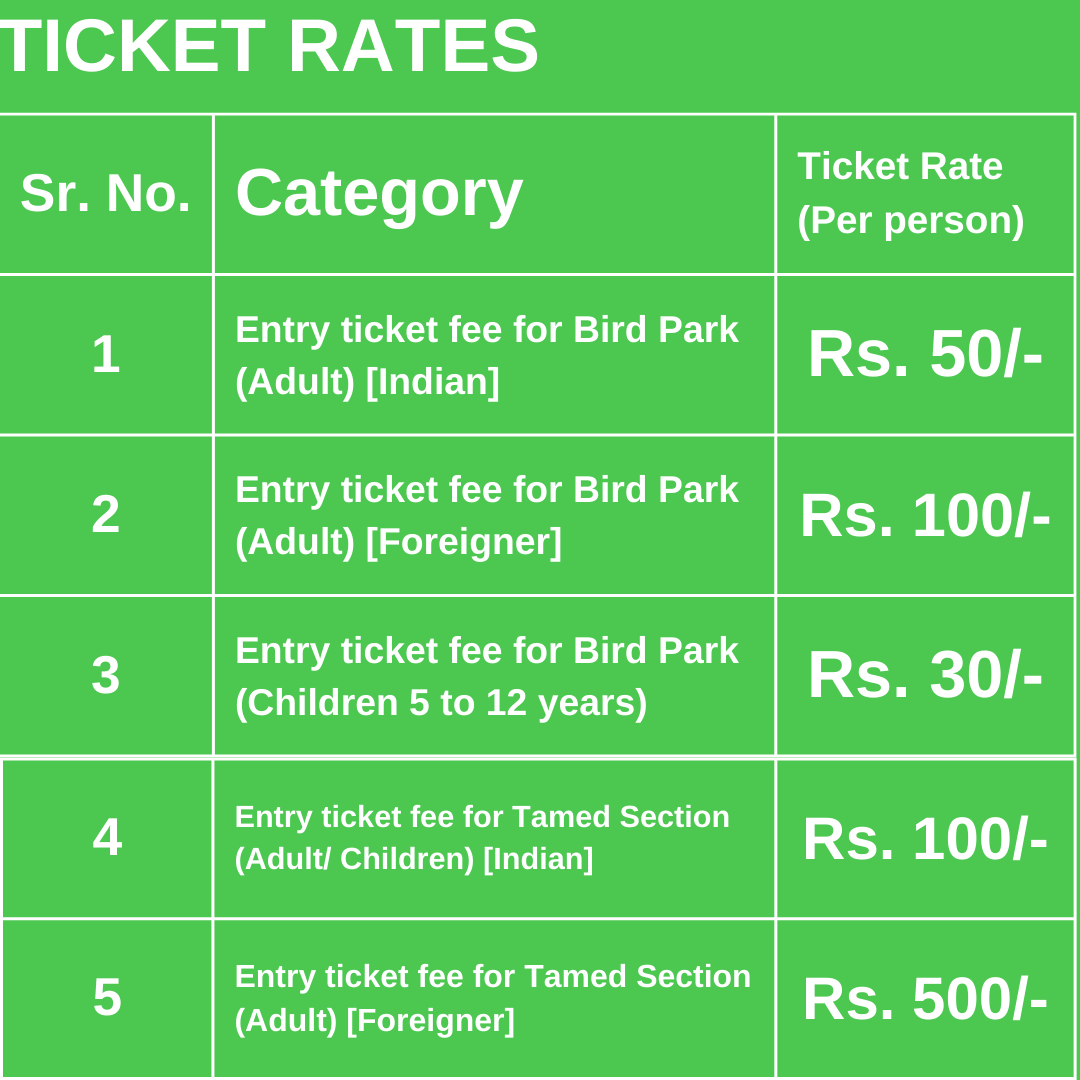 TICKET RATES
Sr. No.
Category
Ticket Rate
(Per person)
1
Entry ticket fee for Bird Park
(Adult) [Indian]
Rs. 50/-
2
Entry ticket fee for Bird Park
(Adult) [Foreigner]
Rs. 100/-
3
Entry ticket fee for Bird Park
(Children 5 to 12 years)
Rs. 30/-
4
Entry ticket fee for Tamed Section
(Adult/ Children) [Indian]
Rs. 100/-
5
Entry ticket fee for Tamed Section
(Adult) [Foreigner]
Rs. 500/-